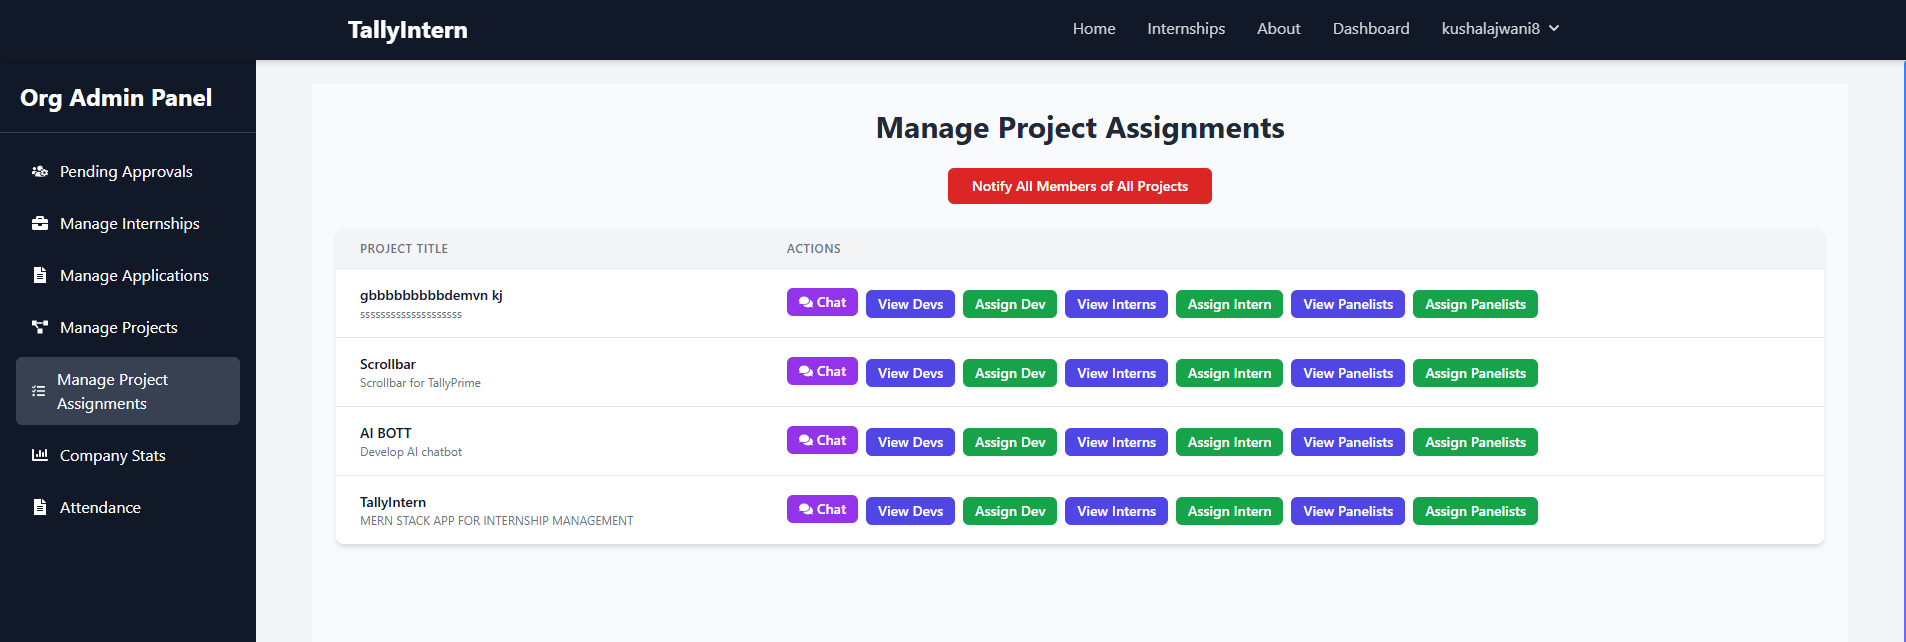 TallyIntern
Home Internships About Dashboard kushalajwani8
Org Admin Panel
Pending Approvals
Manage Internships
Manage Applications
Manage Projects
Manage Project
Assignments
Company Stats
Attendance
Manage Project Assignments
Notify All Members of All Projects
PROJECT TITLE ACTIONS
gbbbbbbbbbdemvn kj
ssssssssssssssssssss
Chat View Devs Assign Dev View Interns Assign Intern View Panelists Assign Panelists
Scrollbar
Scrollbar for TallyPrime
Chat View Devs Assign Dev View Interns Assign Intern View Panelists Assign Panelists
AI BOTT
Develop AI chatbot
Chat View Devs Assign Dev View Interns Assign Intern View Panelists Assign Panelists
TallyIntern
MERN STACK APP FOR INTERNSHIP MANAGEMENT
Chat View Devs Assign Dev View Interns Assign Intern View Panelists Assign Panelists